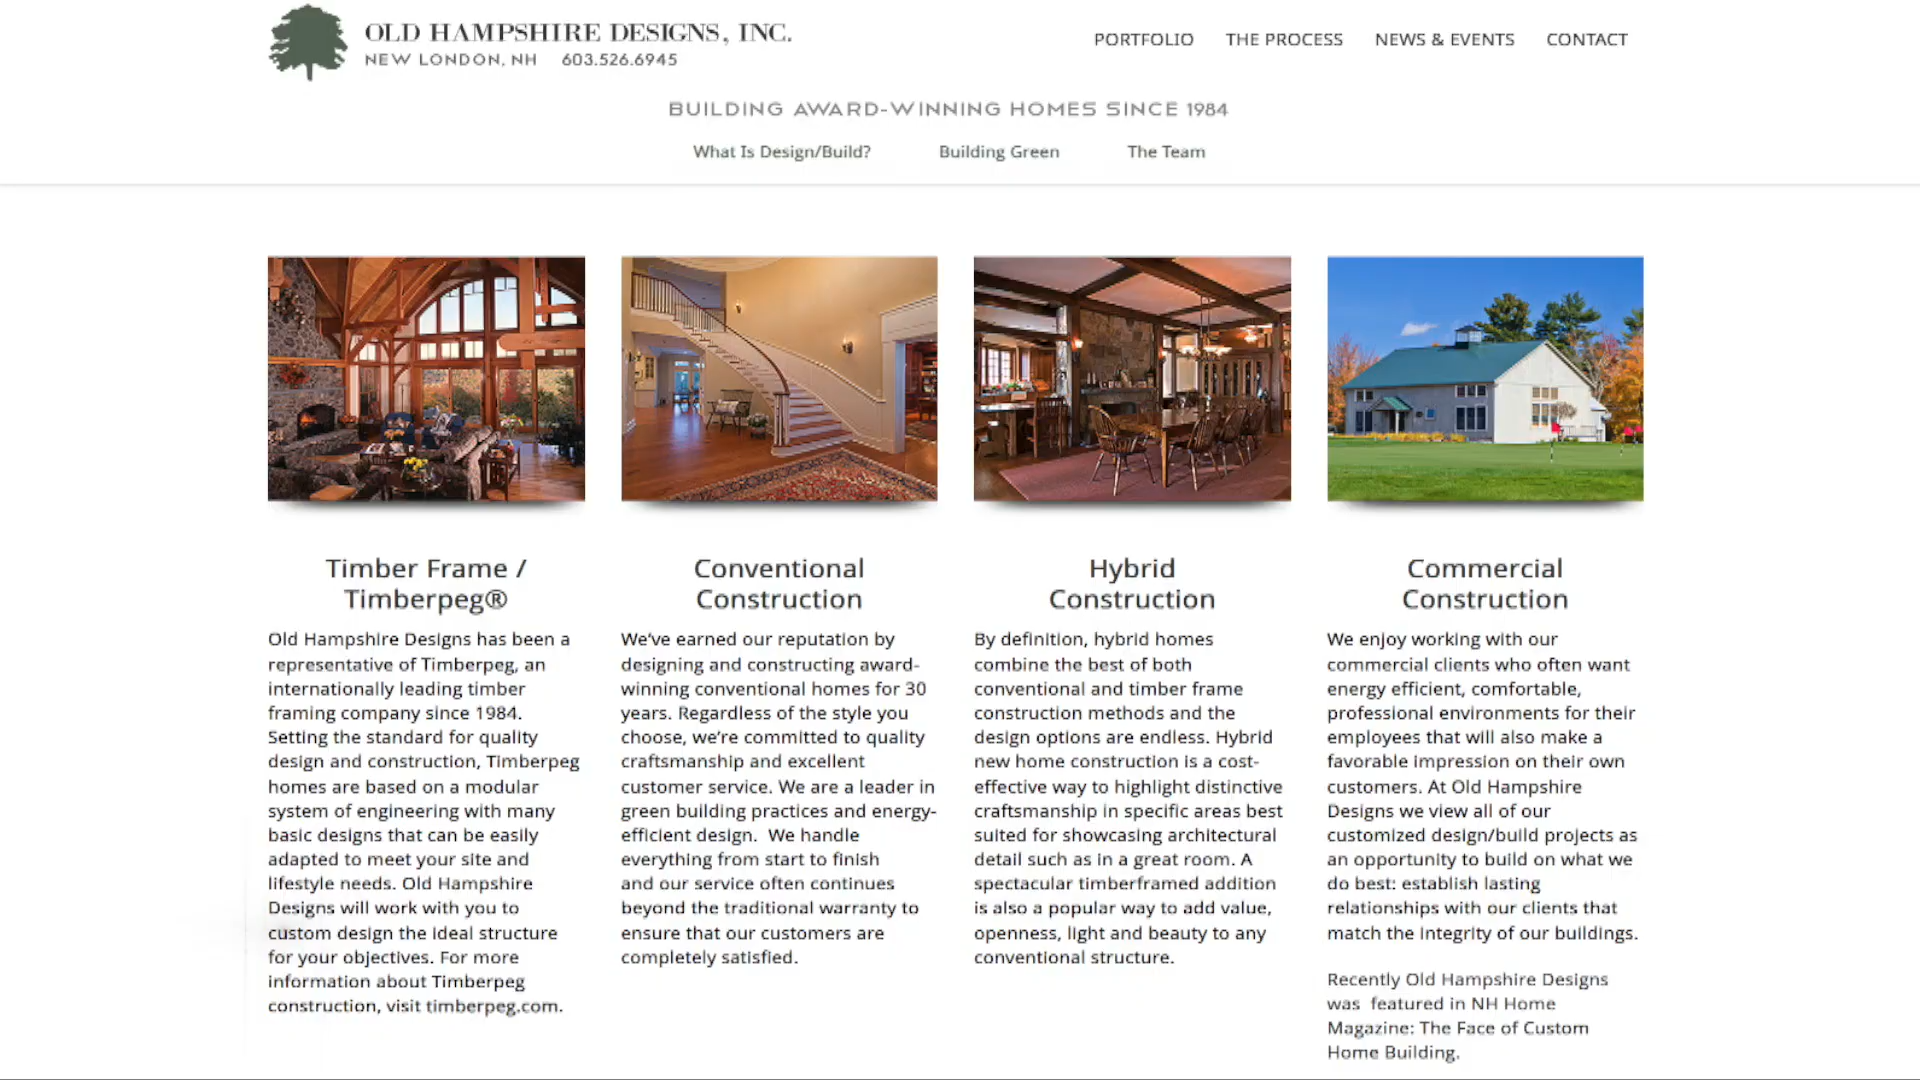 OLD HAMPSHIRE DESIGNS, INC.
NEW LONDON, NH 603.526.6945
PORTFOLIO THE PROCESS NEWS & EVENTS CONTACT
BUILDING AWARD-WINNING HOMES SINCE 1984
What Is Design/Build? Building Green The Team
Timber Frame /
Timberpeg®
Old Hampshire Designs has been a
representative of Timberpeg, an
internationally leading timber
framing company since 1984.
Setting the standard for quality
design and construction, Timberpeg
homes are based on a modular
system of engineering with many
basic designs that can be easily
adapted to meet your site and
lifestyle needs. Old Hampshire
Designs will work with you to
custom design the ideal structure
for your objectives. For more
information about Timberpeg
construction, visit timberpeg.com.
Conventional
Construction
We've earned our reputation by
designing and constructing award-
winning conventional homes for 30
years. Regardless of the style you
choose, we're committed to quality
craftsmanship and excellent
customer service. We are a leader in
green building practices and energy-
efficient design. We handle
everything from start to finish
and our service often continues
beyond the traditional warranty to
ensure that our customers are
completely satisfied.
Hybrid
Construction
By definition, hybrid homes
combine the best of both
conventional and timber frame
construction methods and the
design options are endless. Hybrid
new home construction is a cost-
effective way to highlight distinctive
craftsmanship in specific areas best
suited for showcasing architectural
detail such as in a great room. A
spectacular timberframed addition
is also a popular way to add value,
openness, light and beauty to any
conventional structure.
Commercial
Construction
We enjoy working with our
commercial clients who often want
energy efficient, comfortable,
professional environments for their
employees that will also make a
favorable impression on their own
customers. At Old Hampshire
Designs we view all of our
customized design/build projects as
an opportunity to build on what we
do best: establish lasting
relationships with our clients that
match the integrity of our buildings.
Recently Old Hampshire Designs
was featured in NH Home
Magazine: The Face of Custom
Home Building.